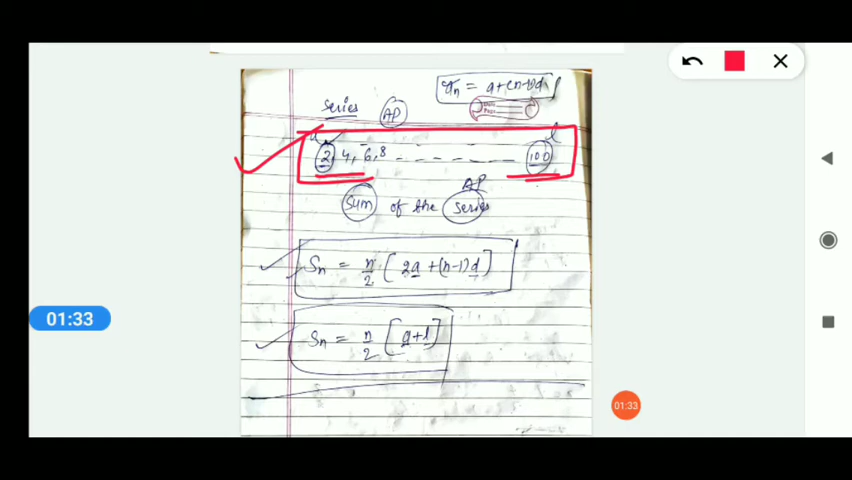 Tn = a+(n-1)d l
Series AP
a l
2, 4, 6, 8 - - - - - - - - 100
AP
Sum of the Series
Sn = n/2 [ 2a + (n-1)d ]
01:33
Sn = n/2 [ a+l ]
01:33